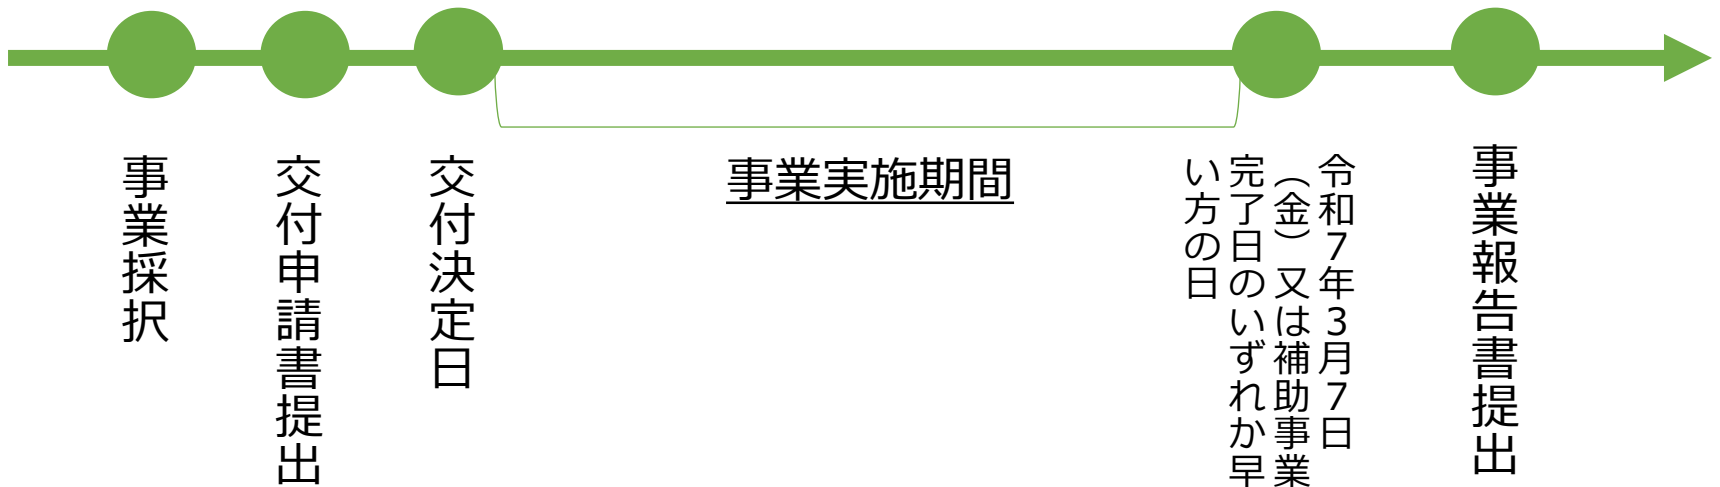 事業採択
交付申請書提出
交付決定日
事業実施期間
令和7年3月7日
（金）又は補助事業
完了日のいずれか早
い方の日
事業報告書提出